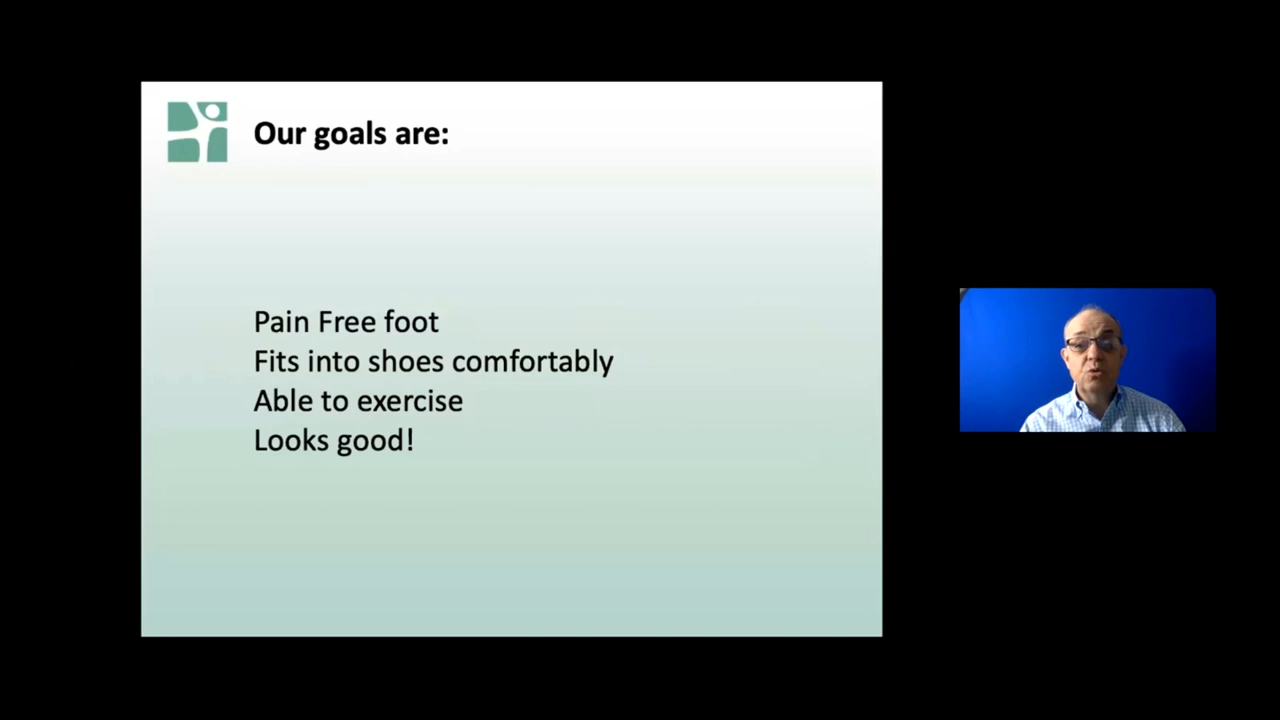 Our goals are:
Pain Free foot
Fits into shoes comfortably
Able to exercise
Looks good!